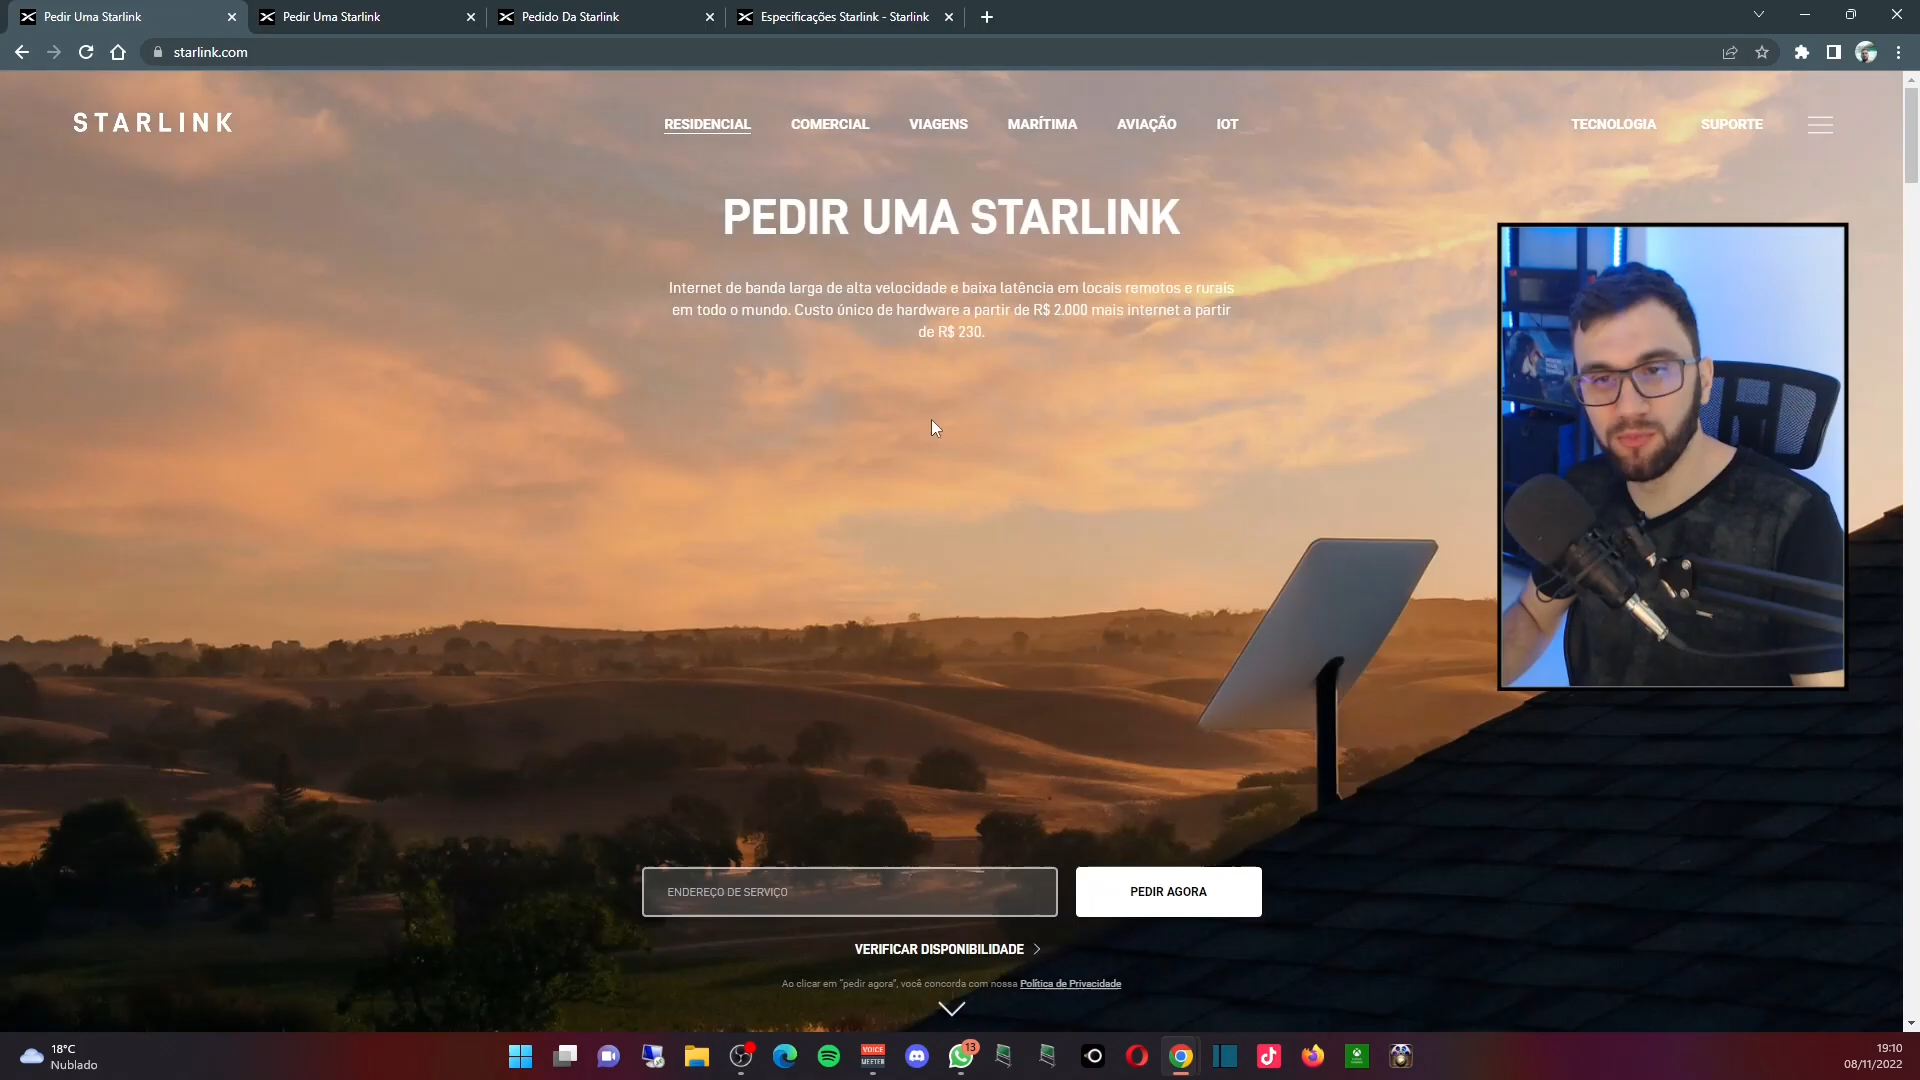 Pedir Uma Starlink
Pedir Uma Starlink
Pedido Da Starlink
Especificações Starlink - Starlink
starlink.com
STARLINK
RESIDENCIAL
COMERCIAL
VIAGENS
MARÍTIMA
AVIAÇÃO
IOT
TECNOLOGIA
SUPORTE
PEDIR UMA STARLINK
Internet de banda larga de alta velocidade e baixa latência em locais remotos e rurais
em todo o mundo. Custo único de hardware a partir de R$ 2.000 mais internet a partir
de R$ 230.
ENDEREÇO DE SERVIÇO
PEDIR AGORA
VERIFICAR DISPONIBILIDADE
Ao clicar em "pedir agora", você concorda com nossa Política de Privacidade
18°C
Nublado
VOICE
MEETER
13
19:10
08/11/2022